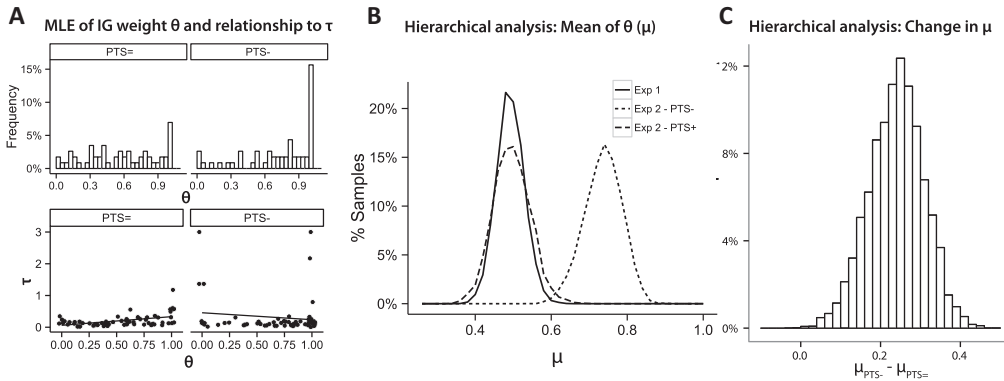 A
MLE of IG weight θ and relationship to τ
PTS=
PTS-
Frequency
15%
10%
5%
0%
0.0 0.3 0.6 0.9
0.0 0.3 0.6 0.9
θ
PTS=
PTS-
τ
3
2
1
0
0.00 0.25 0.50 0.75 1.00
0.00 0.25 0.50 0.75 1.00
θ
B
Hierarchical analysis: Mean of θ (μ)
Exp 1
Exp 2 - PTS-
Exp 2 - PTS+
% Samples
20%
15%
10%
5%
0%
0.4 0.6 0.8 1.0
μ
C
Hierarchical analysis: Change in μ
2%
8%
4%
0%
0.0 0.2 0.4
μPTS- - μPTS=